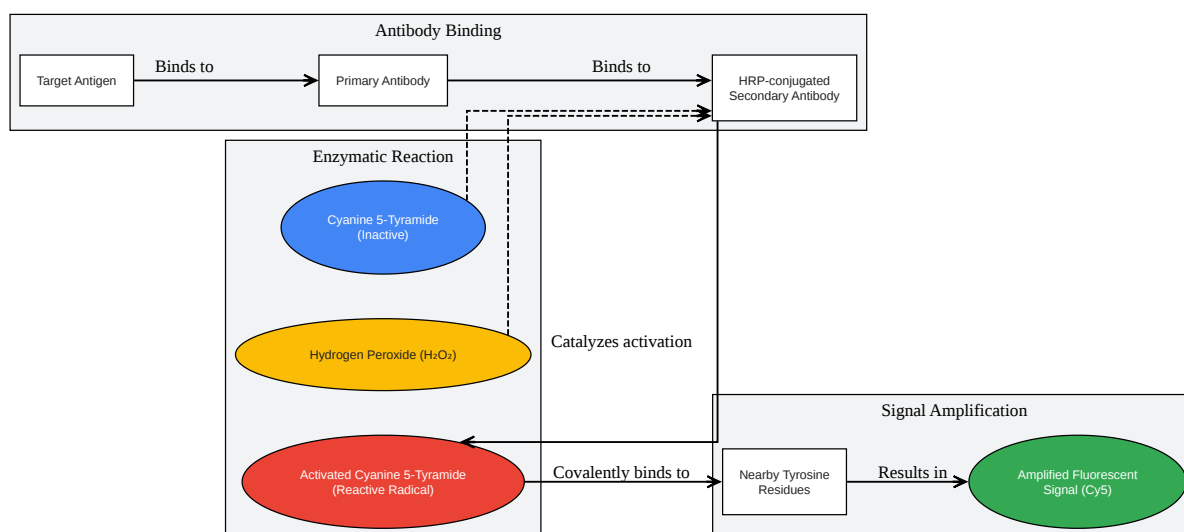 Antibody Binding
Target Antigen
Binds to
Primary Antibody
Binds to
HRP-conjugated
Secondary Antibody
Enzymatic Reaction
Cyanine 5-Tyramide
(Inactive)
Hydrogen Peroxide (H₂O₂)
Catalyzes activation
Activated Cyanine 5-Tyramide
(Reactive Radical)
Covalently binds to
Signal Amplification
Nearby Tyrosine
Residues
Results in
Amplified Fluorescent
Signal (Cy5)